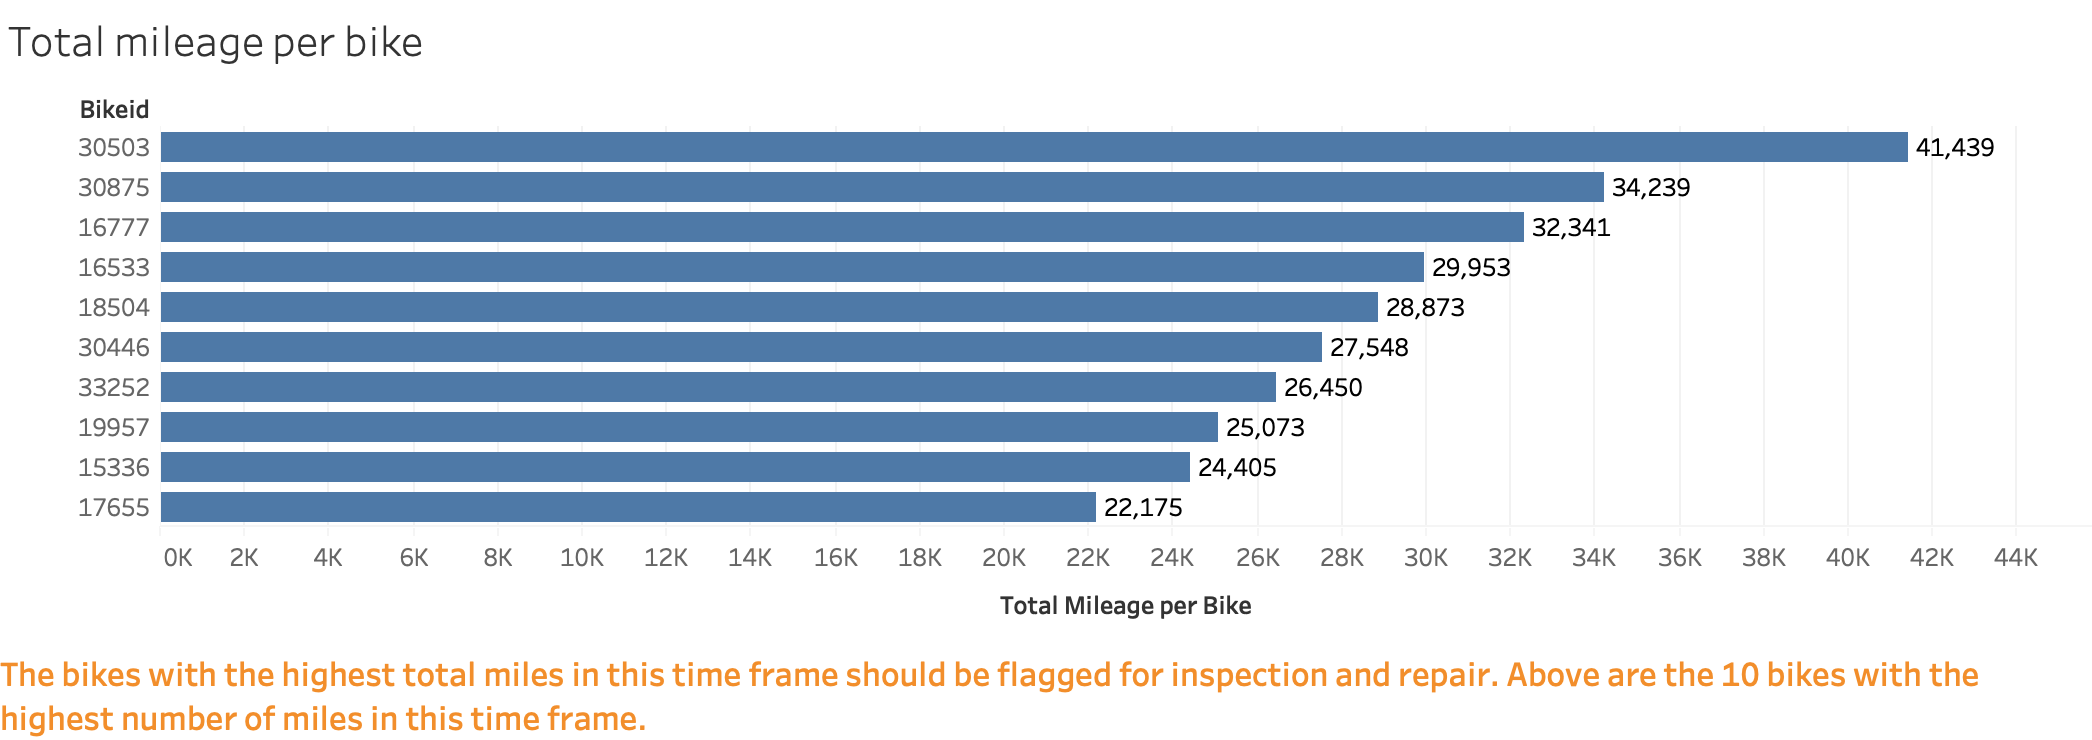 Total mileage per bike
Bikeid
30503 41,439
30875 34,239
16777 32,341
16533 29,953
18504 28,873
30446 27,548
33252 26,450
19957 25,073
15336 24,405
17655 22,175
0K 2K 4K 6K 8K 10K 12K 14K 16K 18K 20K 22K 24K 26K 28K 30K 32K 34K 36K 38K 40K 42K 44K
Total Mileage per Bike
The bikes with the highest total miles in this time frame should be flagged for inspection and repair. Above are the 10 bikes with the
highest number of miles in this time frame.